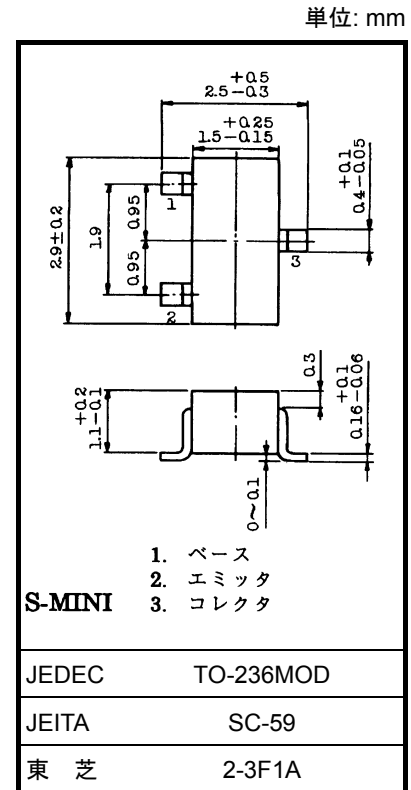 単位: mm
+0.5
2.5-0.3
+0.25
1.5-0.15
+0.1
0.4-0.05
2.9±0.2
1.9
0.95
0.95
1
2
3
+0.2
1.1-0.1
0.3
+0.1
0.16-0.06
0~0.1
1. ベース
2. エミッタ
S-MINI 3. コレクタ
JEDEC TO-236MOD
JEITA SC-59
東 芝 2-3F1A